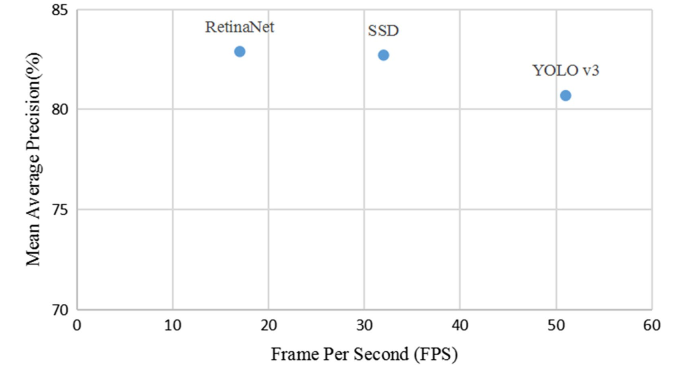 85
RetinaNet
SSD
YOLO v3
80
75
70
0 10 20 30 40 50 60
Mean Average Precision(%)
Frame Per Second (FPS)